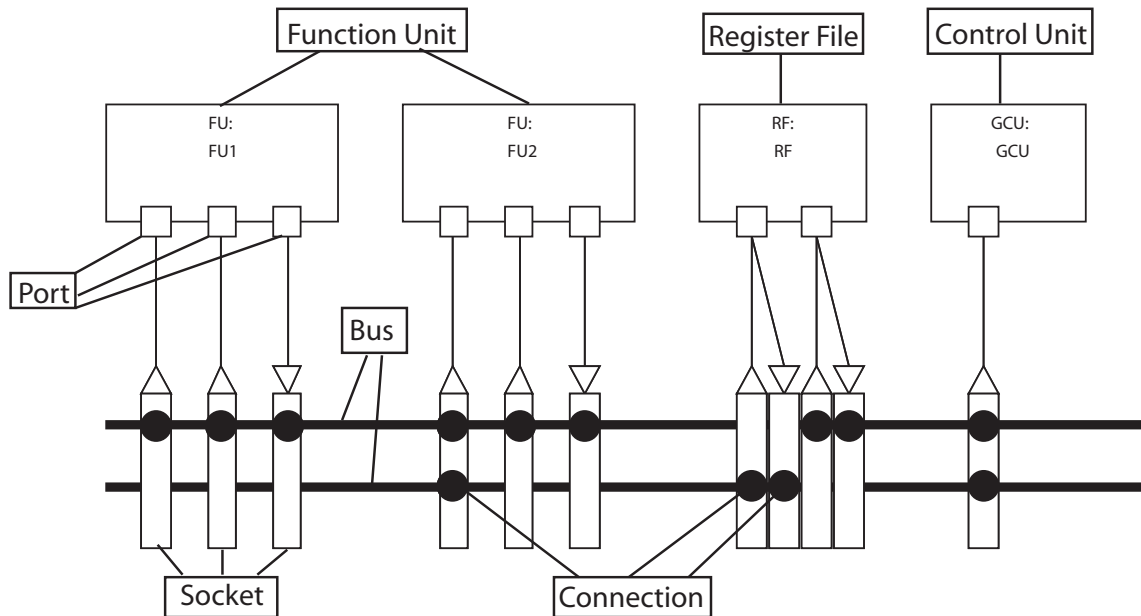 Function Unit
Register File
Control Unit
FU:
FU1
FU:
FU2
RF:
RF
GCU:
GCU
Port
Bus
Socket
Connection